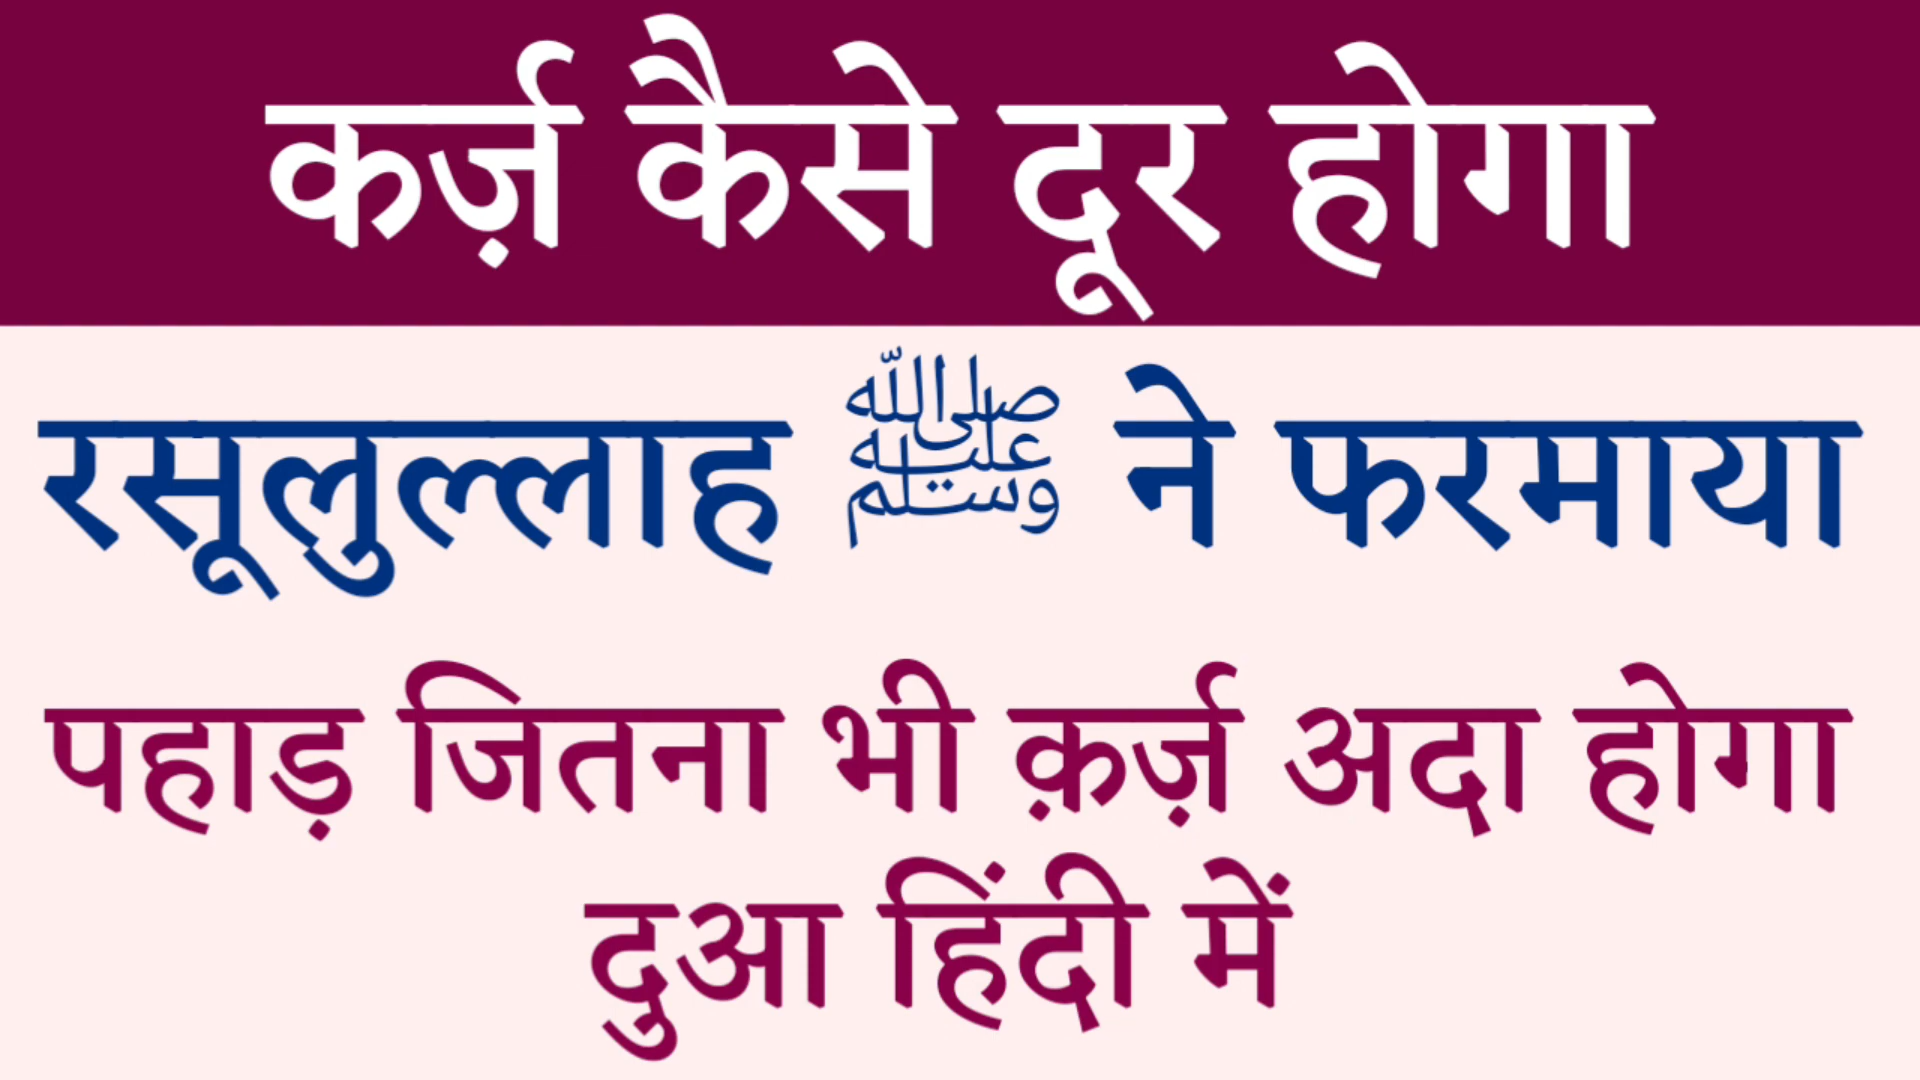 कर्ज़ कैसे दूर होगा
रसूलुल्लाह ﷺ ने फरमाया
पहाड़ जितना भी क़र्ज़ अदा होगा
दुआ हिंदी में